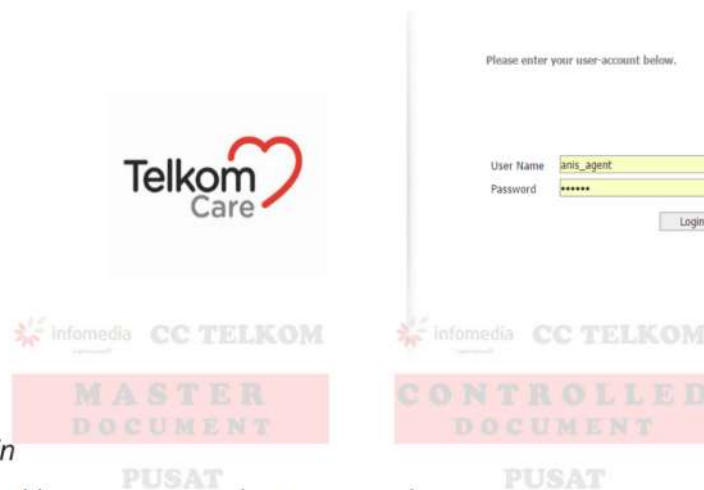 Please enter your user-account below.
Telkom
Care
User Name anis_agent
Password ••••••
Login
infomedia CC TELKOM
infomedia CC TELKOM
MASTER
DOCUMENT
CONTROLLED
DOCUMENT
in
PUSAT
PUSAT